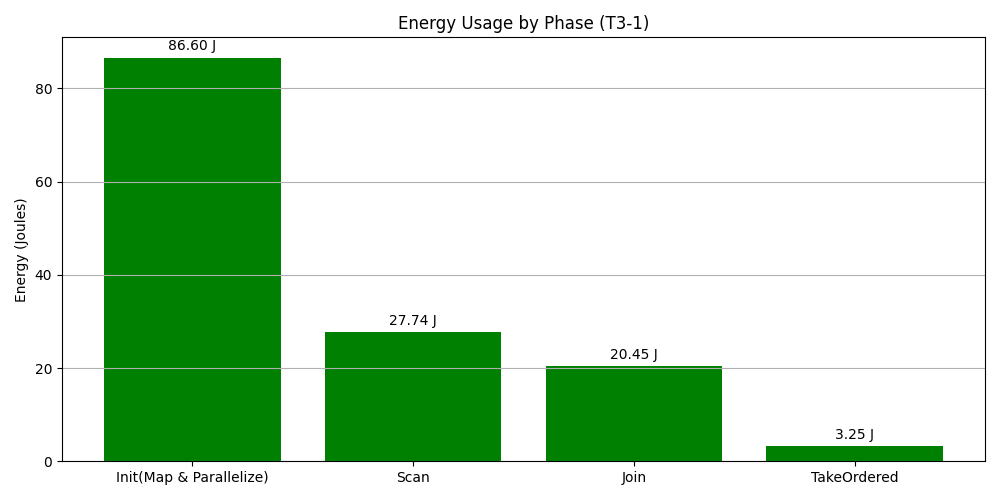 Energy Usage by Phase (T3-1)
Energy (Joules)
80
60
40
20
0
86.60 J
27.74 J
20.45 J
3.25 J
Init(Map & Parallelize)
Scan
Join
TakeOrdered